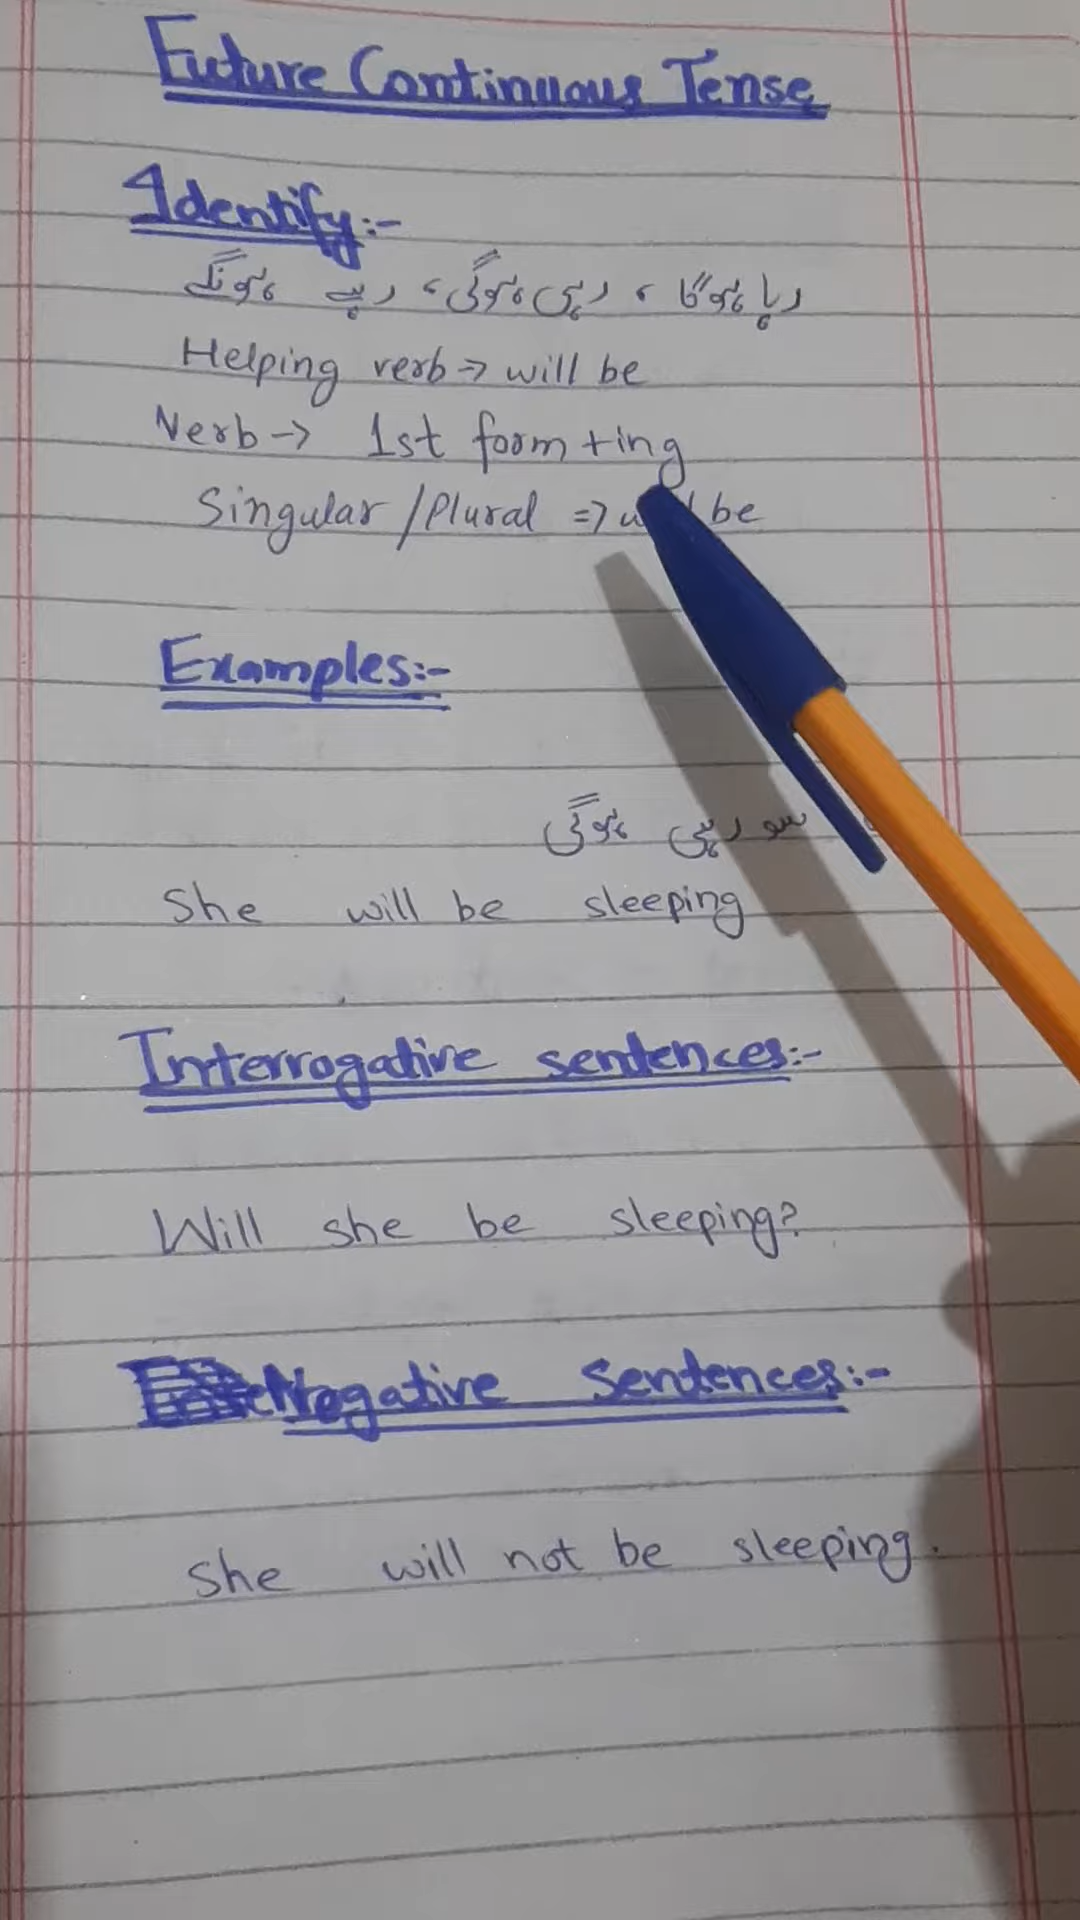 Future Continuous Tense
Identify:-
رہا ہوگا ، رہی ہوگی، رہے ہونگے
Helping verb → will be
Verb → 1st form +ing
Singular / Plural => will be
Examples:-
سو رہی ہوگی
She will be sleeping
Interrogative sentences:-
Will she be sleeping?
Negative Sentences:-
She will not be sleeping.